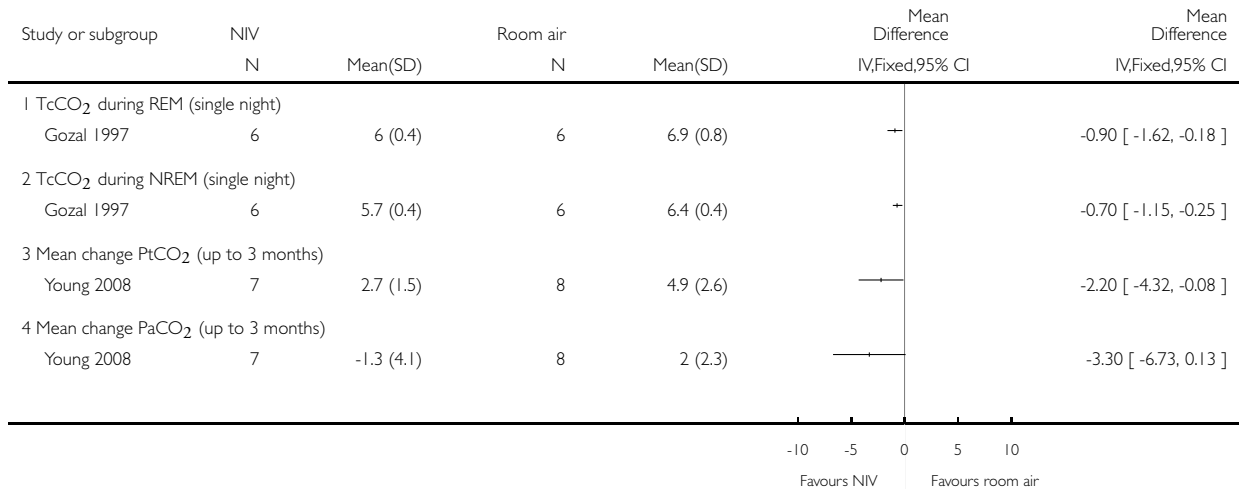 Mean Mean
Study or subgroup NIV Room air Difference Difference
N Mean(SD) N Mean(SD) IV,Fixed,95% CI IV,Fixed,95% CI
1 TcCO2 during REM (single night)
Gozal 1997 6 6 (0.4) 6 6.9 (0.8) -0.90 [ -1.62, -0.18 ]
2 TcCO2 during NREM (single night)
Gozal 1997 6 5.7 (0.4) 6 6.4 (0.4) -0.70 [ -1.15, -0.25 ]
3 Mean change PtCO2 (up to 3 months)
Young 2008 7 2.7 (1.5) 8 4.9 (2.6) -2.20 [ -4.32, -0.08 ]
4 Mean change PaCO2 (up to 3 months)
Young 2008 7 -1.3 (4.1) 8 2 (2.3) -3.30 [ -6.73, 0.13 ]
-10 -5 0 5 10
Favours NIV Favours room air